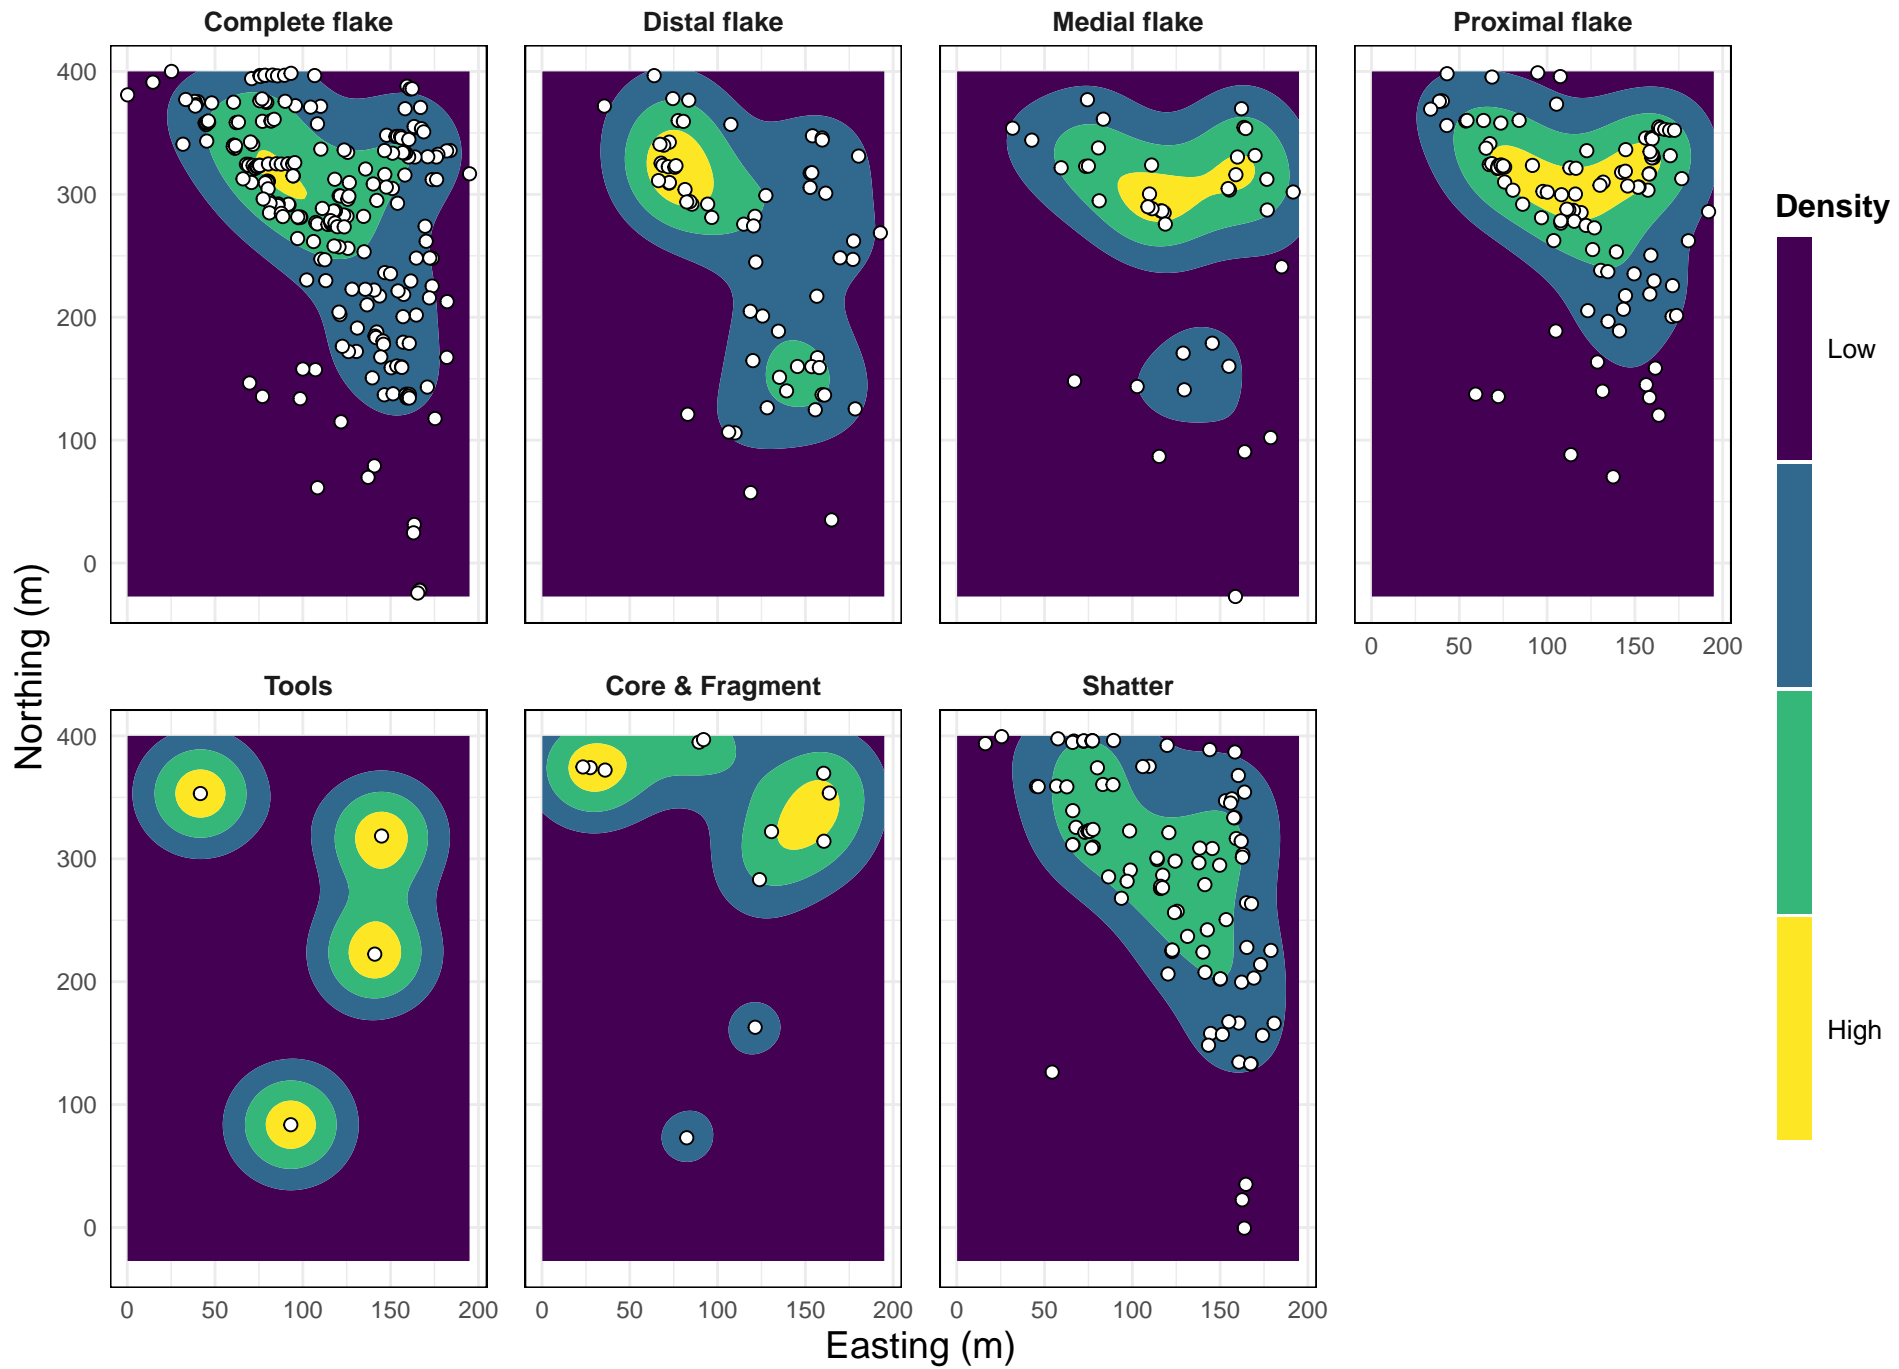 Complete flake Distal flake Medial flake Proximal flake
400
300
200
100
0
0 50 100 150 200
Density
Low
High
Northing (m)
Tools Core & Fragment Shatter
400
300
200
100
0
0 50 100 150 200 0 50 100 150 200 0 50 100 150 200
Easting (m)